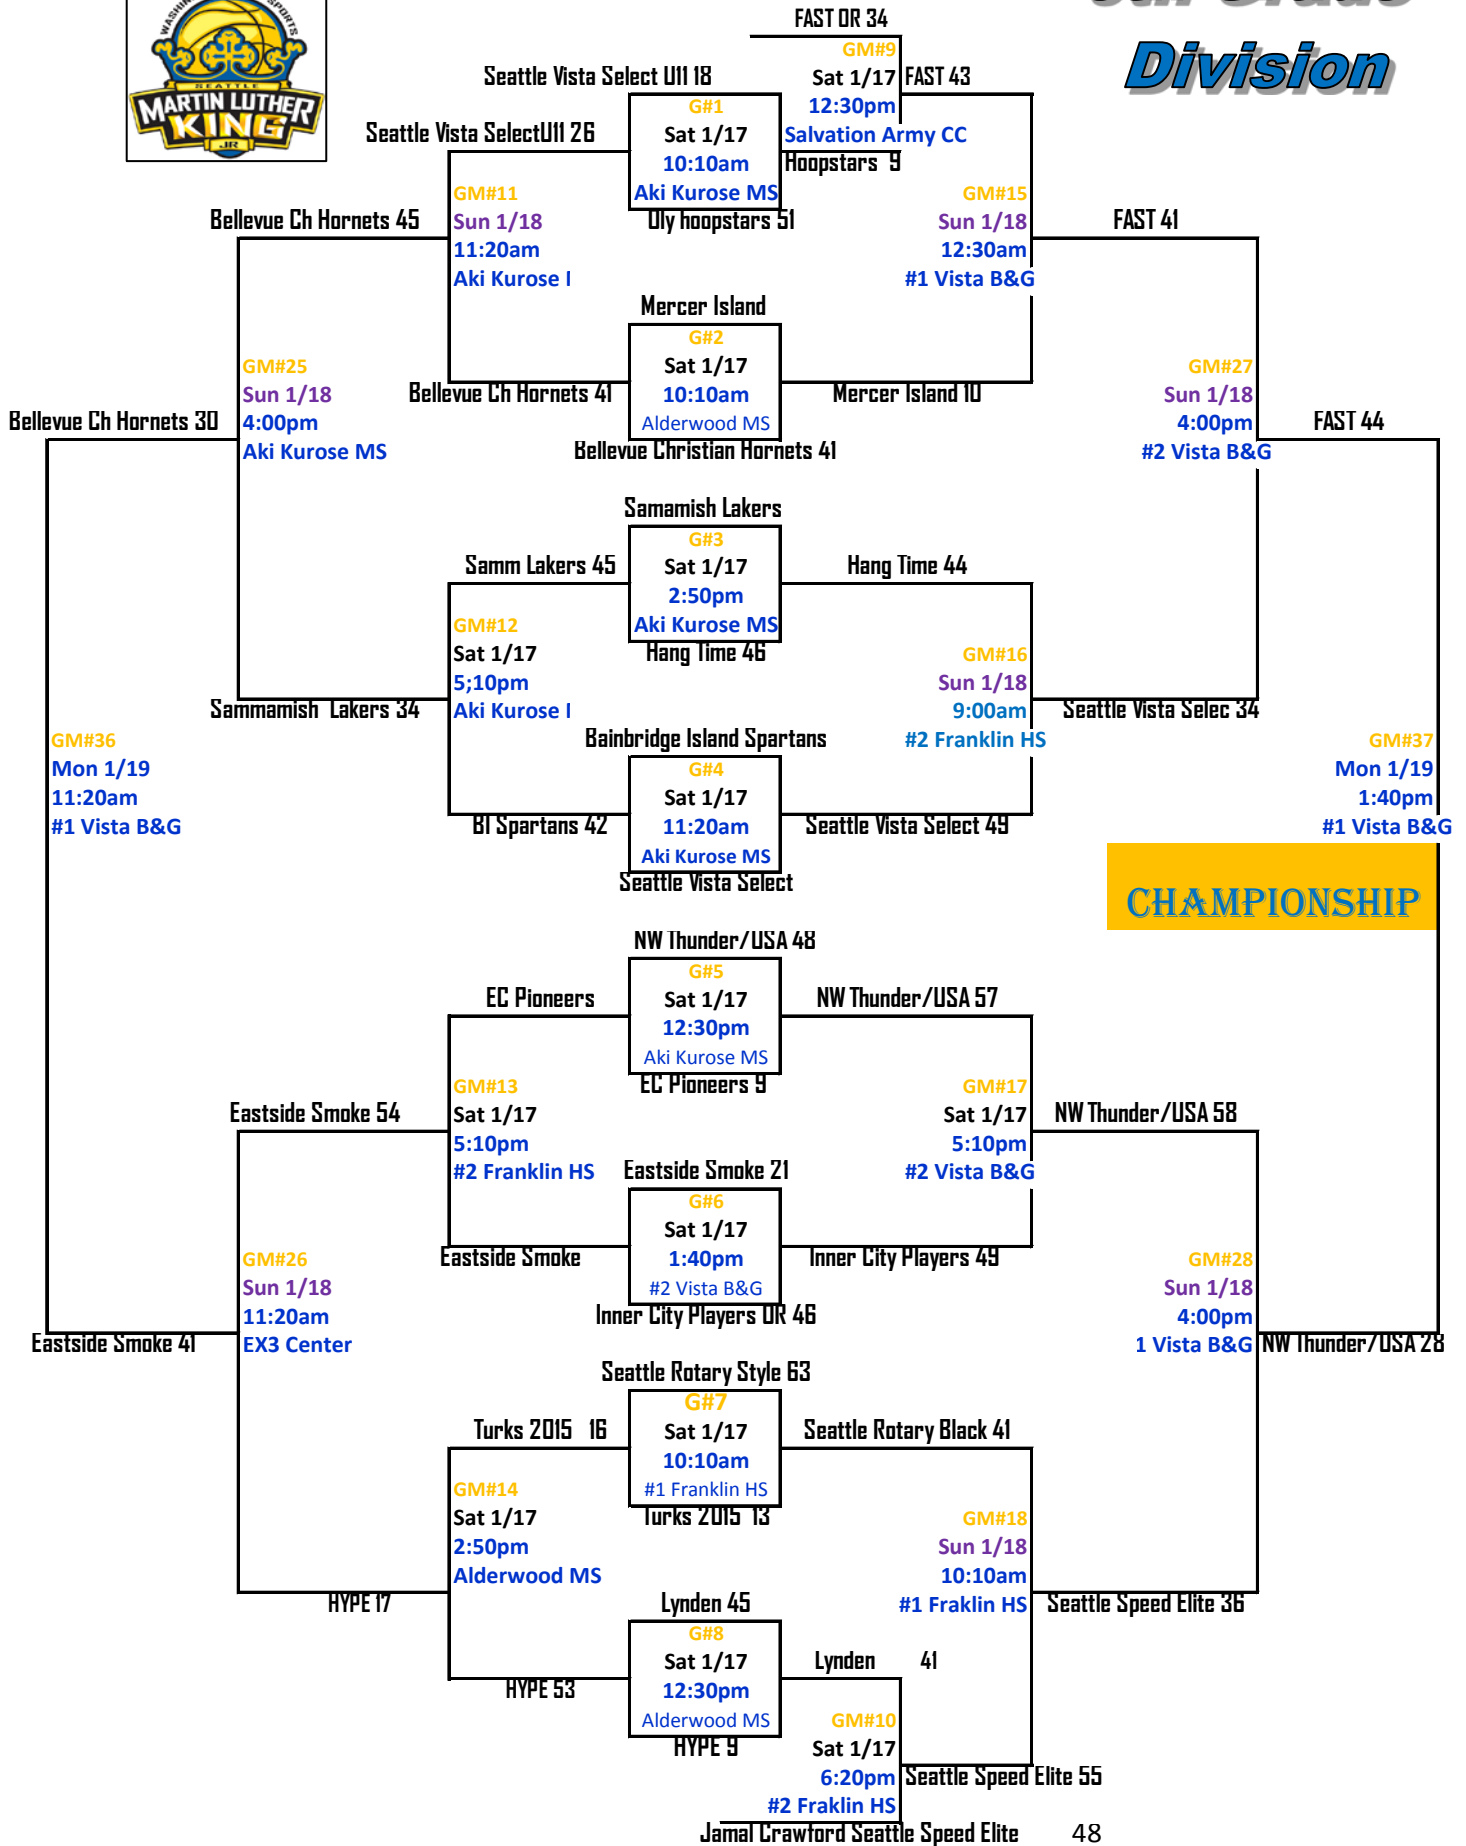 SEATTLE
MARTIN LUTHER
KING
JR
Division
FAST OR 34
GM#9
Sat 1/17
12:30pm
Salvation Army CC
FAST 43
Seattle Vista Select U11 18
G#1
Sat 1/17
10:10am
Aki Kurose MS
Seattle Vista SelectU11 26
Hoopstars 9
Oly hoopstars 51
GM#11
Sun 1/18
11:20am
Aki Kurose I
GM#15
Sun 1/18
12:30am
#1 Vista B&G
Bellevue Ch Hornets 45
FAST 41
Mercer Island
G#2
Sat 1/17
10:10am
Alderwood MS
Bellevue Ch Hornets 41
Mercer Island 10
Bellevue Christian Hornets 41
GM#25
Sun 1/18
4:00pm
Aki Kurose MS
GM#27
Sun 1/18
4:00pm
#2 Vista B&G
Bellevue Ch Hornets 30
FAST 44
Samamish Lakers
G#3
Sat 1/17
2:50pm
Aki Kurose MS
Samm Lakers 45
Hang Time 44
Hang Time 46
GM#12
Sat 1/17
5;10pm
Aki Kurose I
GM#16
Sun 1/18
9:00am
#2 Franklin HS
Sammamish Lakers 34
Seattle Vista Selec 34
Bainbridge Island Spartans
G#4
Sat 1/17
11:20am
Aki Kurose MS
BI Spartans 42
Seattle Vista Select 49
Seattle Vista Select
GM#36
Mon 1/19
11:20am
#1 Vista B&G
GM#37
Mon 1/19
1:40pm
#1 Vista B&G
CHAMPIONSHIP
NW Thunder/USA 48
G#5
Sat 1/17
12:30pm
Aki Kurose MS
EC Pioneers
NW Thunder/USA 57
EC Pioneers 9
GM#13
Sat 1/17
5:10pm
#2 Franklin HS
GM#17
Sat 1/17
5:10pm
#2 Vista B&G
Eastside Smoke 54
NW Thunder/USA 58
Eastside Smoke 21
G#6
Sat 1/17
1:40pm
#2 Vista B&G
Eastside Smoke
Inner City Players 49
Inner City Players OR 46
GM#26
Sun 1/18
11:20am
EX3 Center
GM#28
Sun 1/18
4:00pm
1 Vista B&G
Eastside Smoke 41
NW Thunder/USA 28
Seattle Rotary Style 63
G#7
Sat 1/17
10:10am
#1 Franklin HS
Turks 2015 16
Seattle Rotary Black 41
Turks 2015 13
GM#14
Sat 1/17
2:50pm
Alderwood MS
GM#18
Sun 1/18
10:10am
#1 Fraklin HS
HYPE 17
Seattle Speed Elite 36
Lynden 45
G#8
Sat 1/17
12:30pm
Alderwood MS
HYPE 53
Lynden 41
HYPE 9
GM#10
Sat 1/17
6:20pm
#2 Fraklin HS
Seattle Speed Elite 55
Jamal Crawford Seattle Speed Elite 48